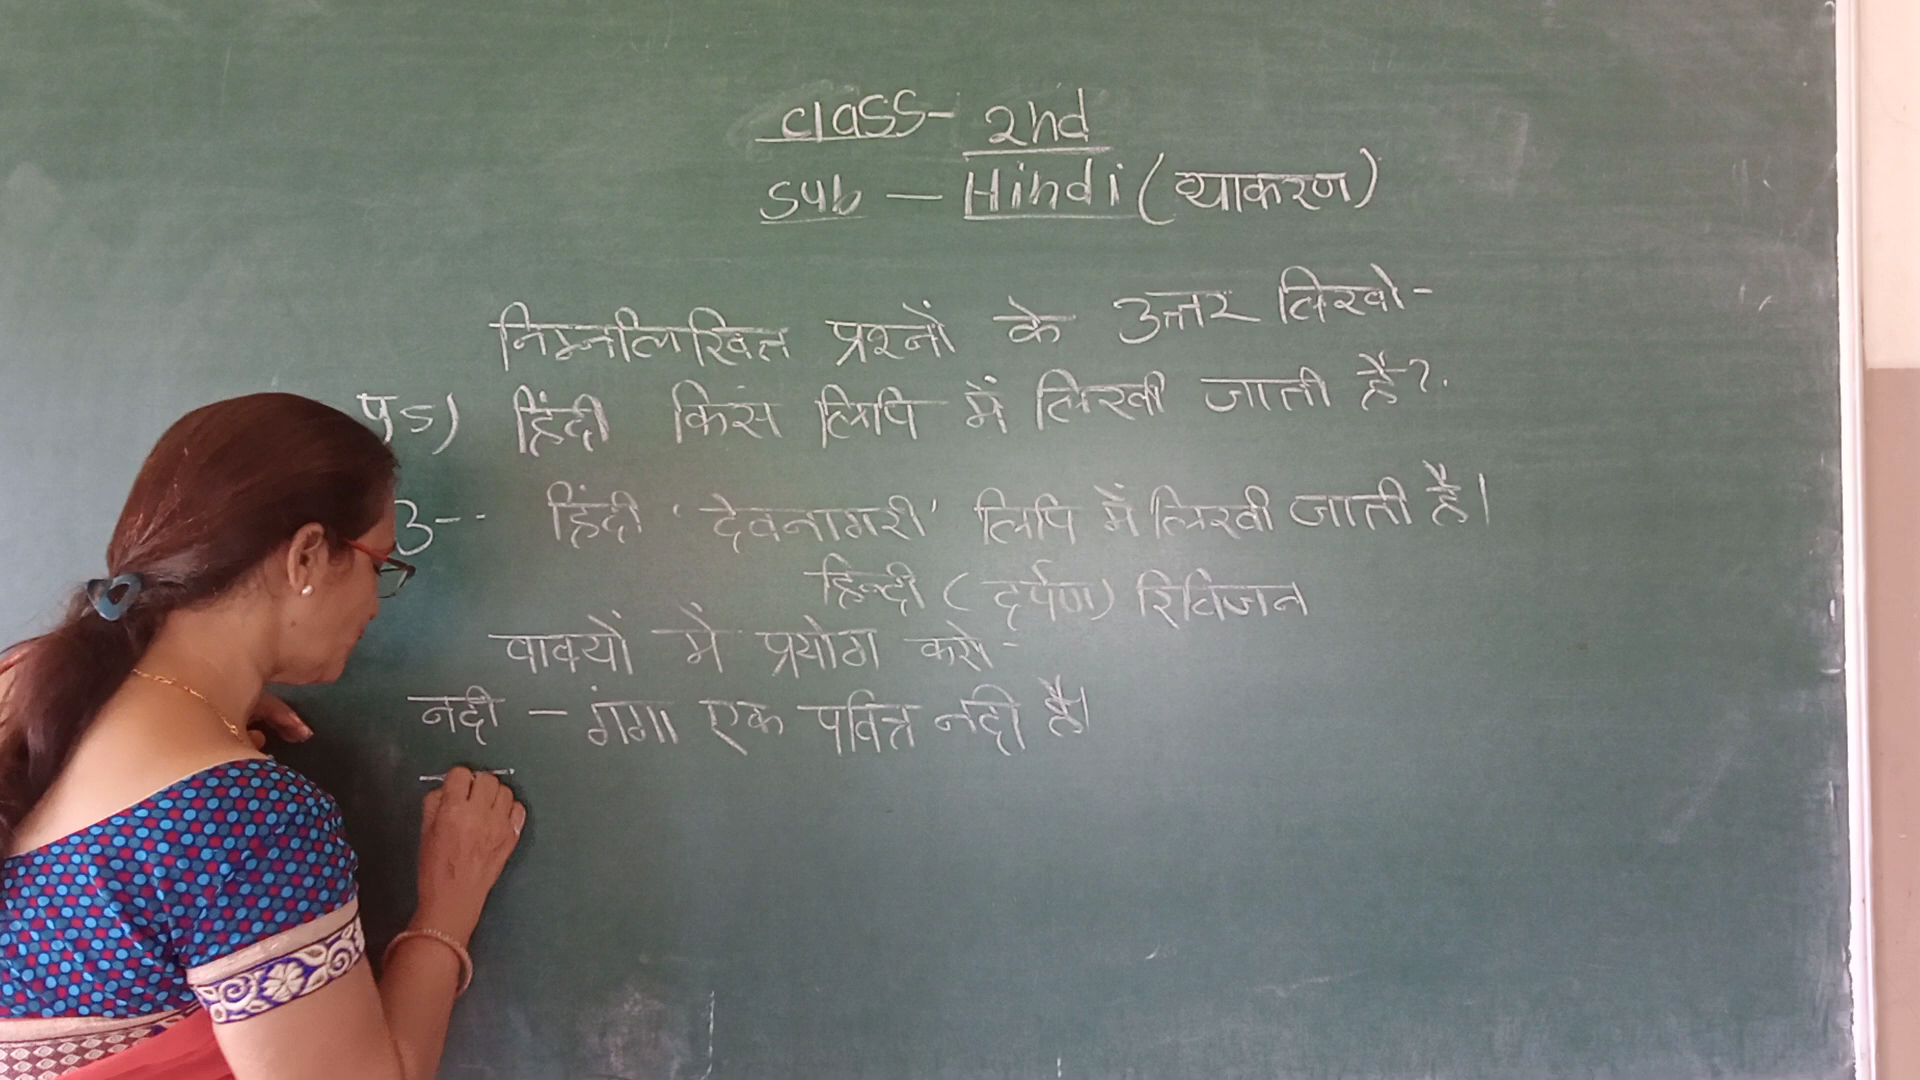 class- 2nd
Sub - Hindi (व्याकरण)
निम्नलिखित प्रश्नों के उत्तर लिखो-
प्र5) हिंदी किस लिपि में लिखी जाती है?
उ-- हिंदी 'देवनागरी' लिपि में लिखी जाती है।
हिन्दी (दर्पण) रिविजन
वाक्यों में प्रयोग करो-
नदी - गंगा एक पवित्र नदी है।